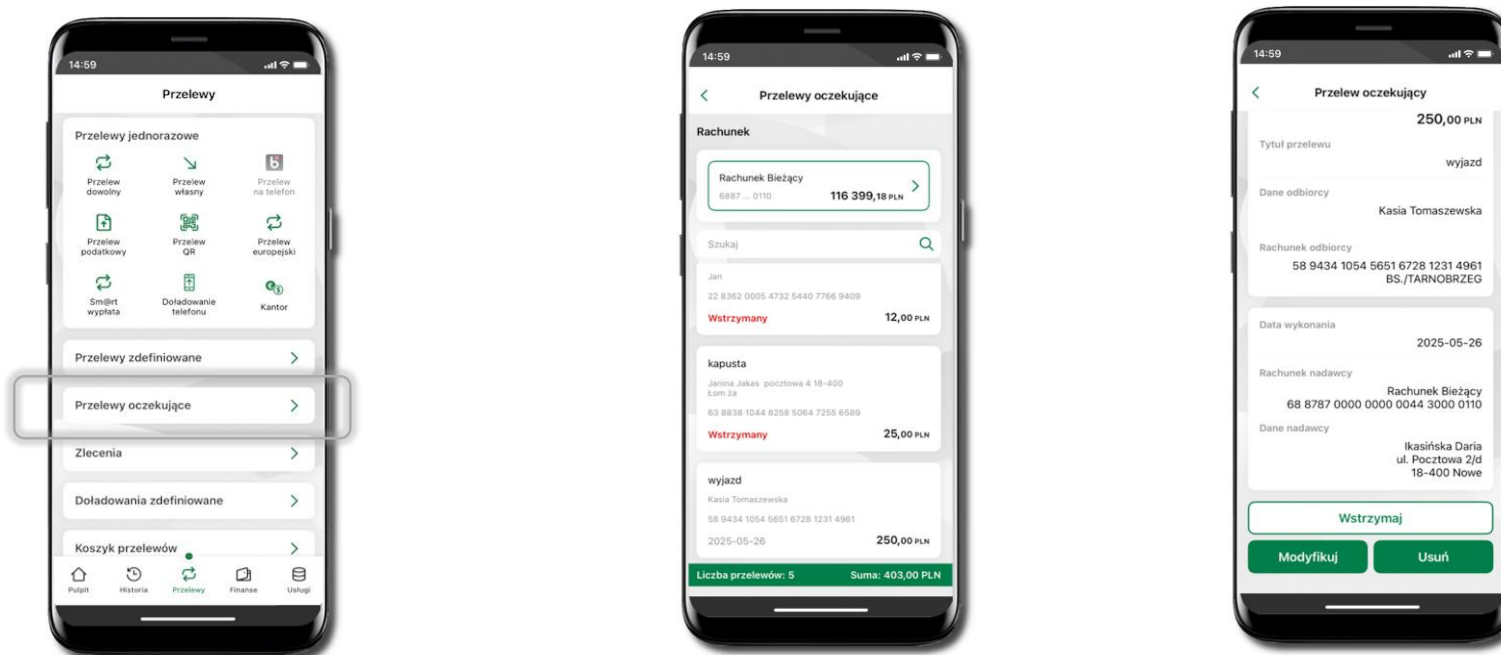 14:59
Przelewy
Przelewy jednorazowe
Przelew
dowolny
Przelew
własny
Przelew
na telefon
Przelew
podatkowy
Przelew
QR
Przelew
europejski
Sm@rt
wypłata
Doładowanie
telefonu
Kantor
Przelewy zdefiniowane
Przelewy oczekujące
Zlecenia
Doładowania zdefiniowane
Koszyk przelewów
Pulpit
Historia
Przelewy
Finanse
Usługi
14:59
Przelewy oczekujące
Rachunek
Rachunek Bieżący
6887 ... 0110 116 399,18 PLN
Szukaj
Jan
22 8362 0005 4732 5440 7766 9409
Wstrzymany 12,00 PLN
kapusta
Janina Jakas pocztowa 4 18-400
Łom ża
63 8838 1044 8258 5064 7255 6589
Wstrzymany 25,00 PLN
wyjazd
Kasia Tomaszewska
58 9434 1054 5651 6728 1231 4961
2025-05-26 250,00 PLN
Liczba przelewów: 5 Suma: 403,00 PLN
14:59
Przelew oczekujący
250,00 PLN
Tytuł przelewu
wyjazd
Dane odbiorcy
Kasia Tomaszewska
Rachunek odbiorcy
58 9434 1054 5651 6728 1231 4961
BS./TARNOBRZEG
Data wykonania
2025-05-26
Rachunek nadawcy
Rachunek Bieżący
68 8787 0000 0000 0044 3000 0110
Dane nadawcy
Ikasińska Daria
ul. Pocztowa 2/d
18-400 Nowe
Wstrzymaj
Modyfikuj
Usuń